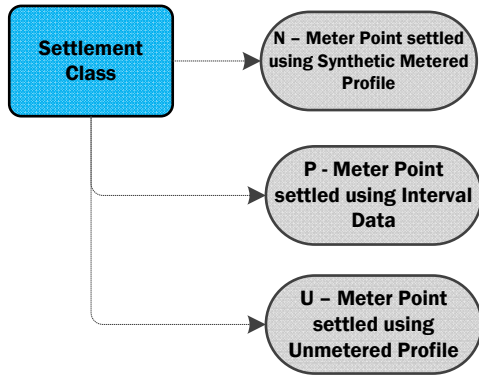 Settlement
Class
N – Meter Point settled
using Synthetic Metered
Profile
P - Meter Point
settled using Interval
Data
U – Meter Point
settled using
Unmetered Profile